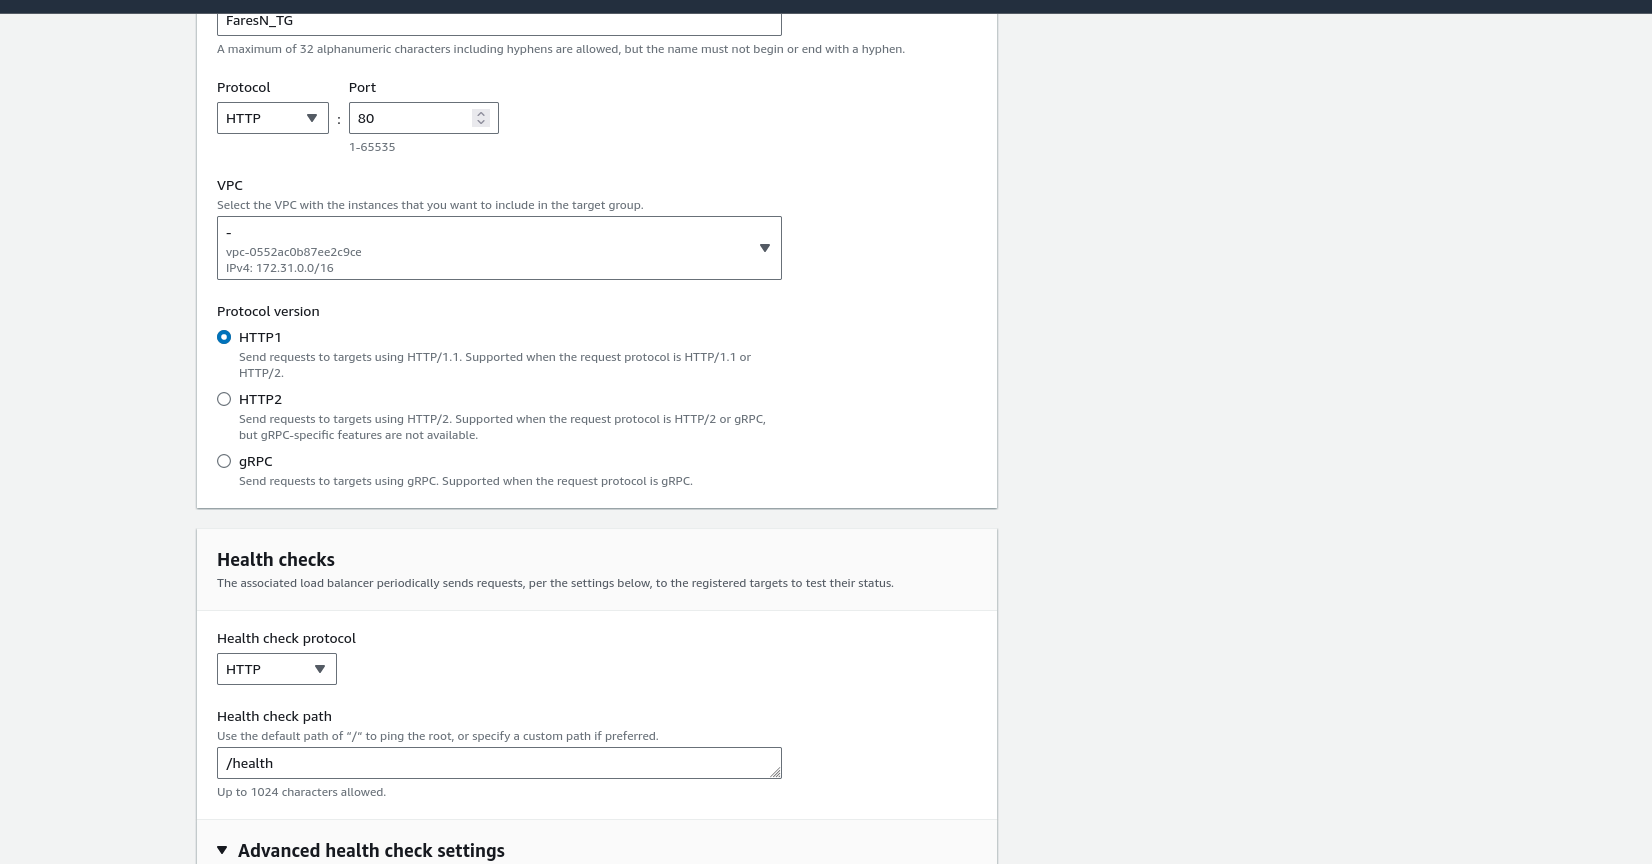 FaresN_TG
A maximum of 32 alphanumeric characters including hyphens are allowed, but the name must not begin or end with a hyphen.
Protocol
Port
HTTP
:
80
1-65535
VPC
Select the VPC with the instances that you want to include in the target group.
-
vpc-0552ac0b87ee2c9ce
IPv4: 172.31.0.0/16
Protocol version
HTTP1
Send requests to targets using HTTP/1.1. Supported when the request protocol is HTTP/1.1 or
HTTP/2.
HTTP2
Send requests to targets using HTTP/2. Supported when the request protocol is HTTP/2 or gRPC,
but gRPC-specific features are not available.
gRPC
Send requests to targets using gRPC. Supported when the request protocol is gRPC.
Health checks
The associated load balancer periodically sends requests, per the settings below, to the registered targets to test their status.
Health check protocol
HTTP
Health check path
Use the default path of "/" to ping the root, or specify a custom path if preferred.
/health
Up to 1024 characters allowed.
Advanced health check settings